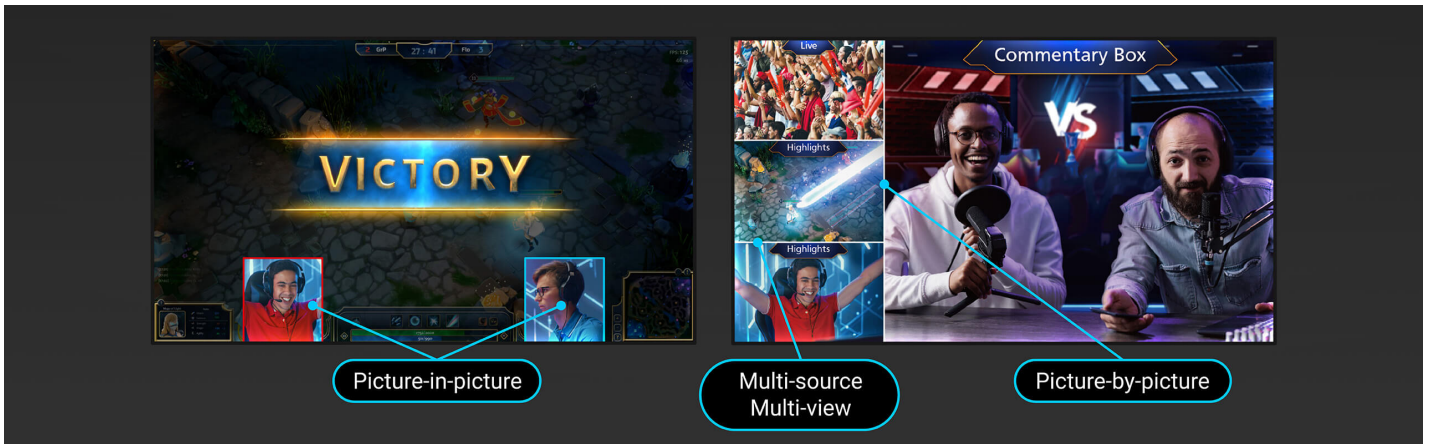 2 GrP 27 : 41 Flo 3
VICTORY
Live
Highlights
Highlights
Commentary Box
VS
Picture-in-picture
Multi-source
Multi-view
Picture-by-picture